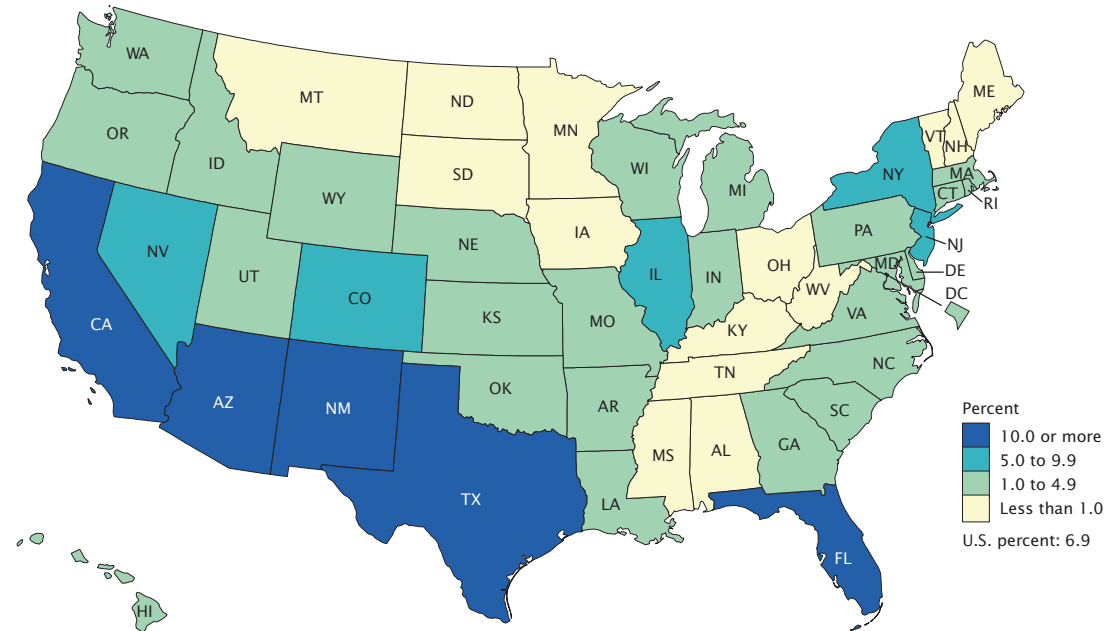 WA
MT
ND
MN
ME
VT
NH
OR
ID
SD
WI
MI
NY
MA
CT
RI
WY
NE
IA
PA
NJ
NV
UT
CO
IL
IN
OH
MD
DE
DC
WV
VA
CA
KS
MO
KY
AZ
NM
OK
AR
TN
NC
SC
MS
AL
GA
TX
LA
FL
HI
Percent
10.0 or more
5.0 to 9.9
1.0 to 4.9
Less than 1.0
U.S. percent: 6.9